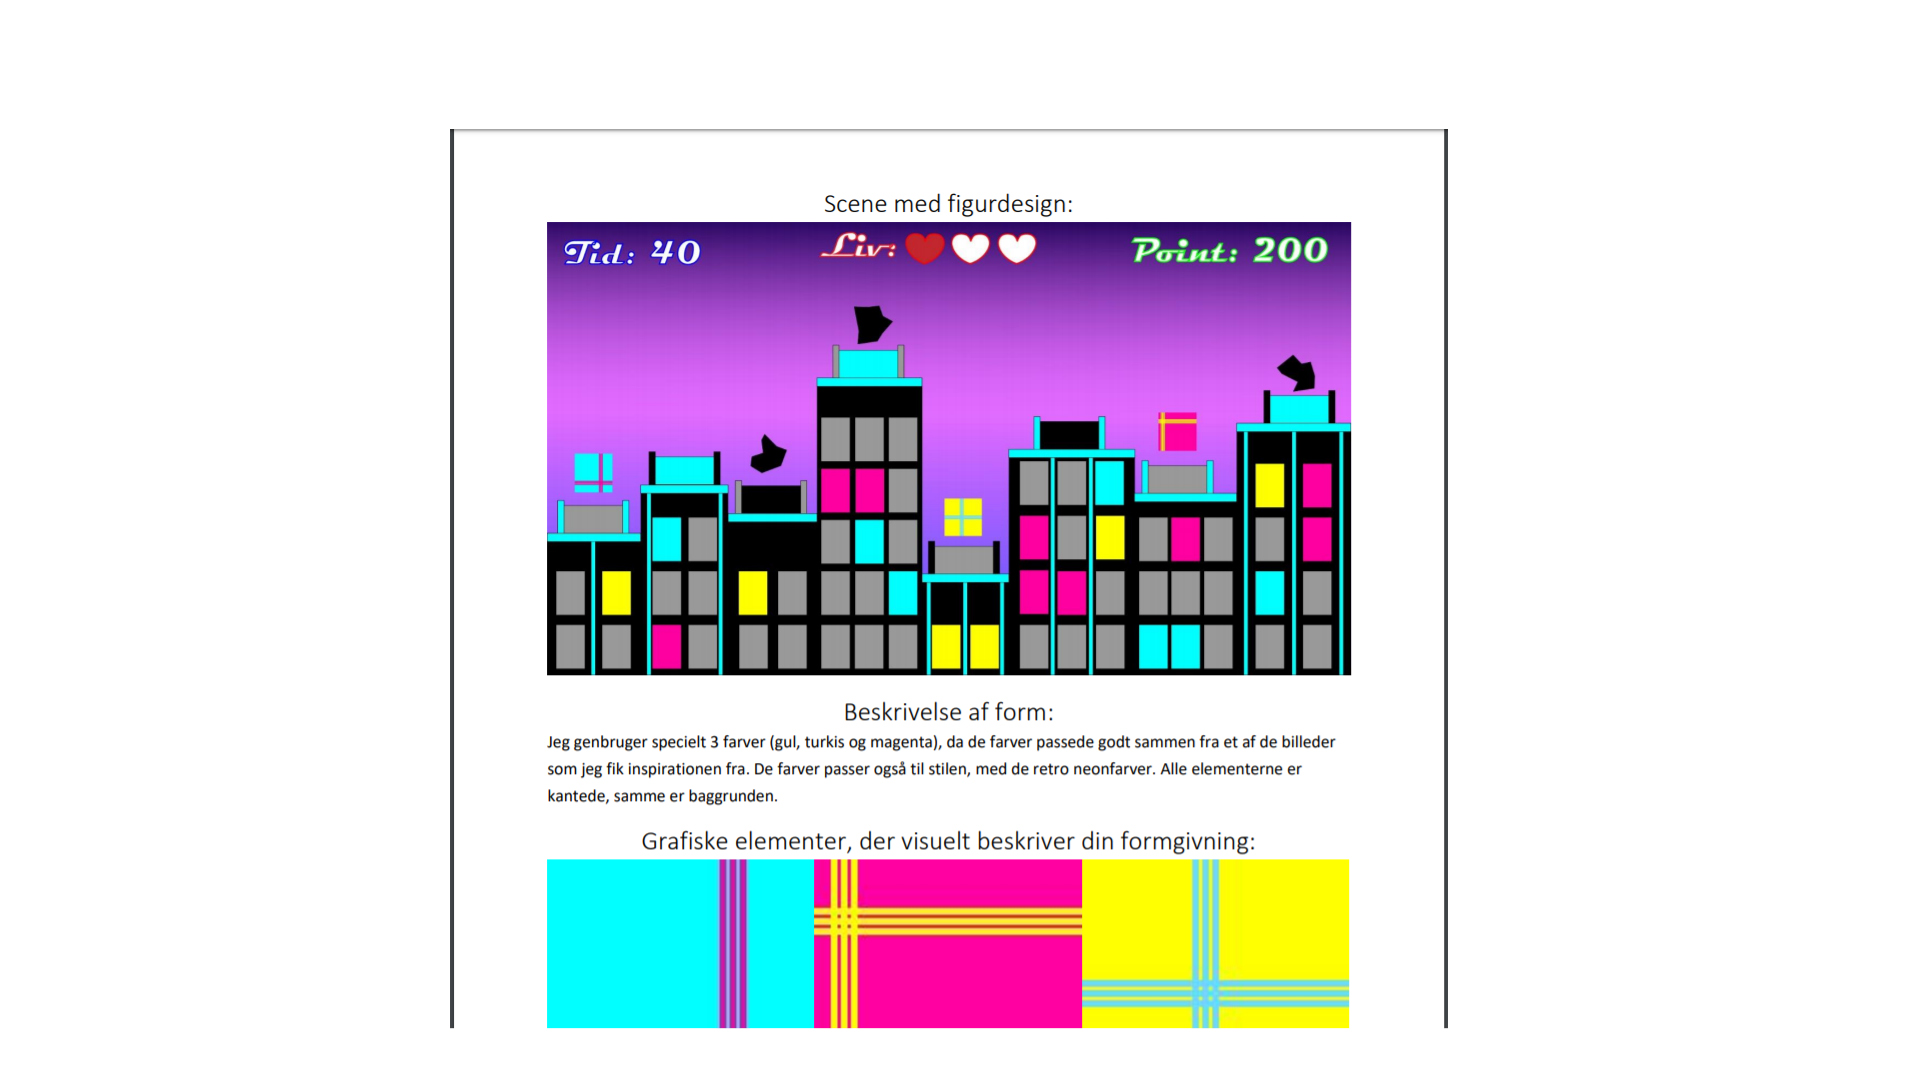 Scene med figurdesign:
Tid: 40
Liv:
Point: 200
Beskrivelse af form:
Jeg genbruger specielt 3 farver (gul, turkis og magenta), da de farver passede godt sammen fra et af de billeder
som jeg fik inspirationen fra. De farver passer også til stilen, med de retro neonfarver. Alle elementerne er
kantede, samme er baggrunden.
Grafiske elementer, der visuelt beskriver din formgivning: